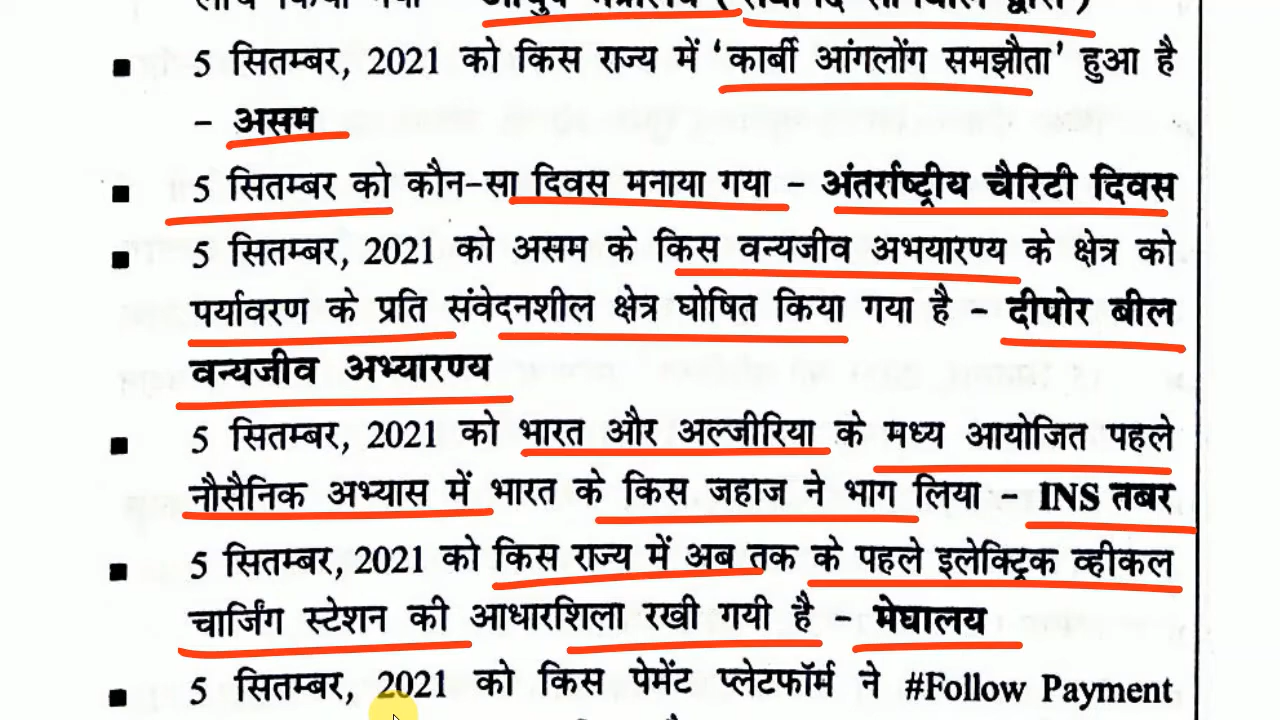 ■ 5 सितम्बर, 2021 को किस राज्य में ‘कार्बी आंगलोंग समझौता’ हुआ है
– असम
■ 5 सितम्बर को कौन-सा दिवस मनाया गया – अंतर्राष्ट्रीय चैरिटी दिवस
■ 5 सितम्बर, 2021 को असम के किस वन्यजीव अभयारण्य के क्षेत्र को
पर्यावरण के प्रति संवेदनशील क्षेत्र घोषित किया गया है – दीपोर बील
वन्यजीव अभ्यारण्य
■ 5 सितम्बर, 2021 को भारत और अल्जीरिया के मध्य आयोजित पहले
नौसैनिक अभ्यास में भारत के किस जहाज ने भाग लिया – INS तबर
■ 5 सितम्बर, 2021 को किस राज्य में अब तक के पहले इलेक्ट्रिक व्हीकल
चार्जिंग स्टेशन की आधारशिला रखी गयी है – मेघालय
■ 5 सितम्बर, 2021 को किस पेमेंट प्लेटफॉर्म ने #Follow Payment